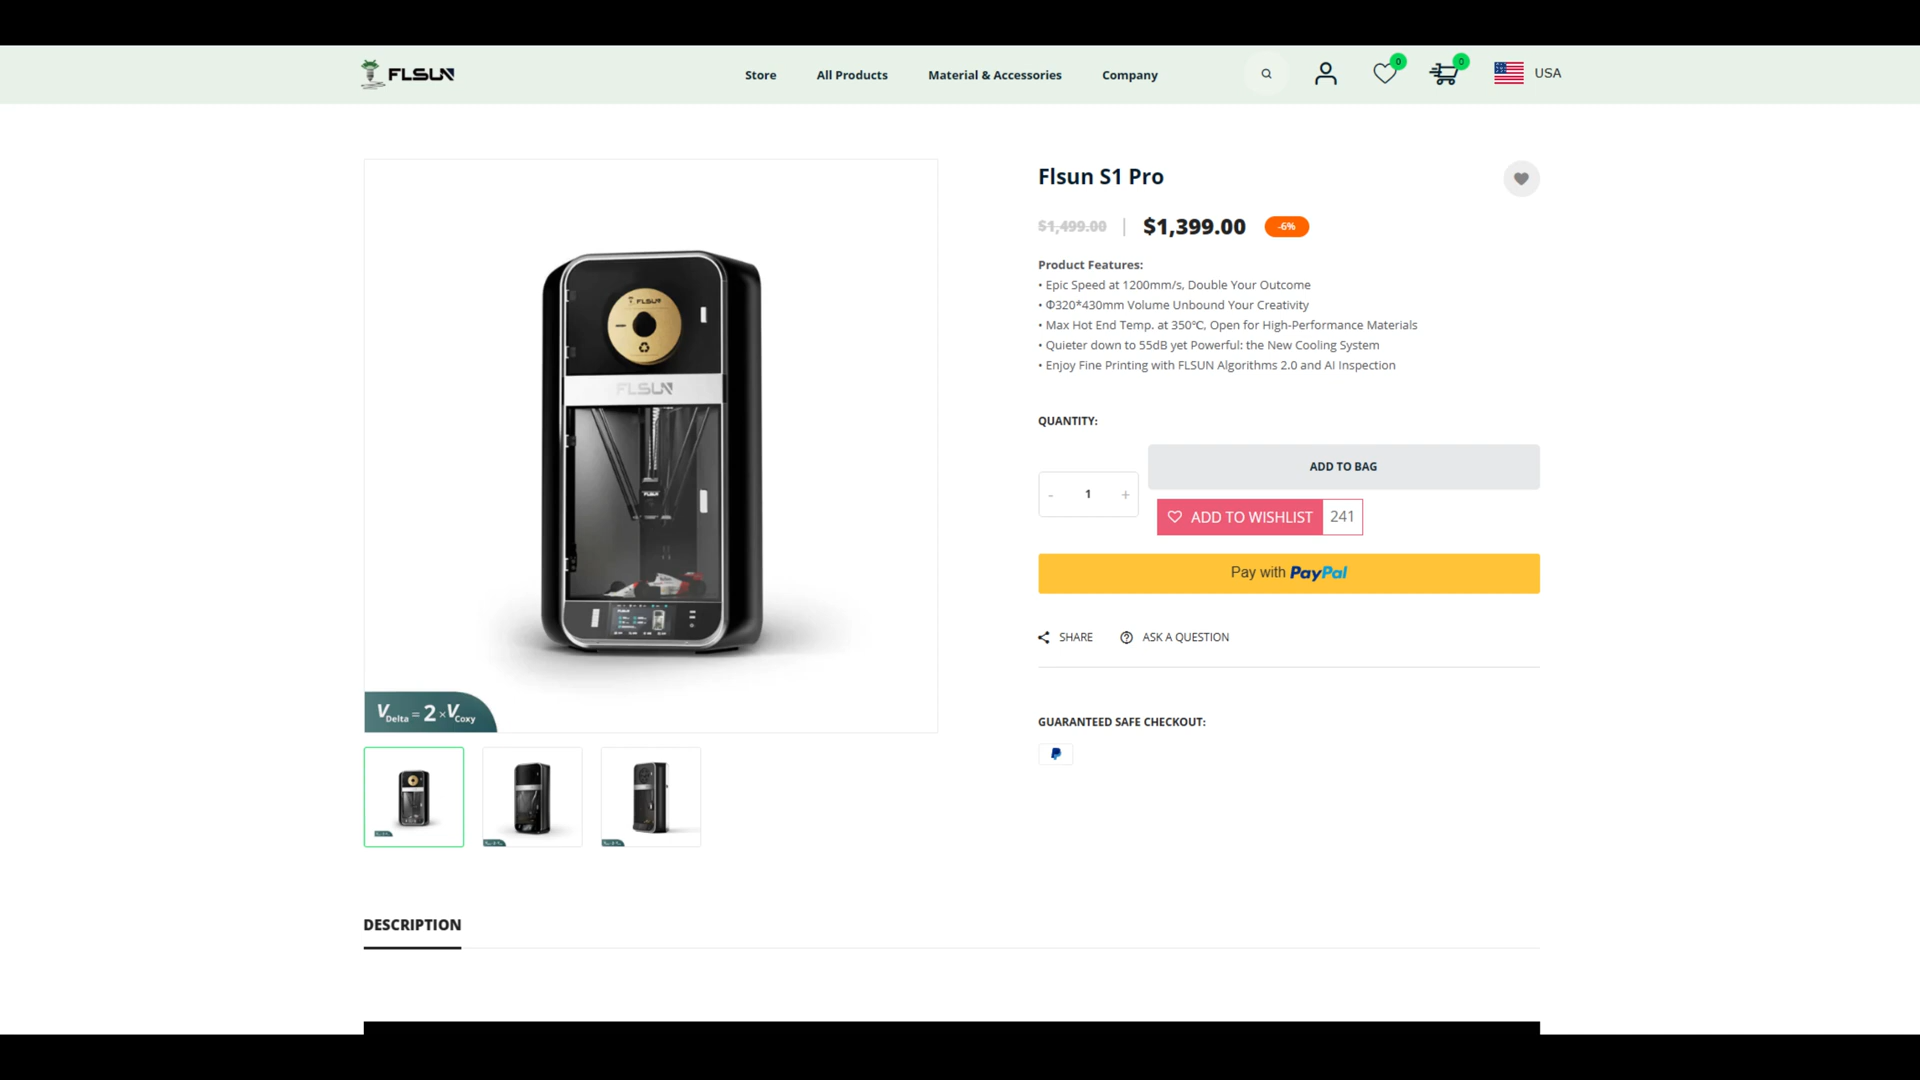 FLSUN
Store
All Products
Material & Accessories
Company
0
0
USA
Flsun S1 Pro
$1,499.00
$1,399.00
-6%
Product Features:
• Epic Speed at 1200mm/s, Double Your Outcome
• Φ320*430mm Volume Unbound Your Creativity
• Max Hot End Temp. at 350℃, Open for High-Performance Materials
• Quieter down to 55dB yet Powerful: the New Cooling System
• Enjoy Fine Printing with FLSUN Algorithms 2.0 and AI Inspection
QUANTITY:
- 1 +
ADD TO BAG
ADD TO WISHLIST 241
Pay with PayPal
SHARE
ASK A QUESTION
GUARANTEED SAFE CHECKOUT:
FLSUN
FLSUN
FLSUN
VDelta = 2 × VCoxy
DESCRIPTION